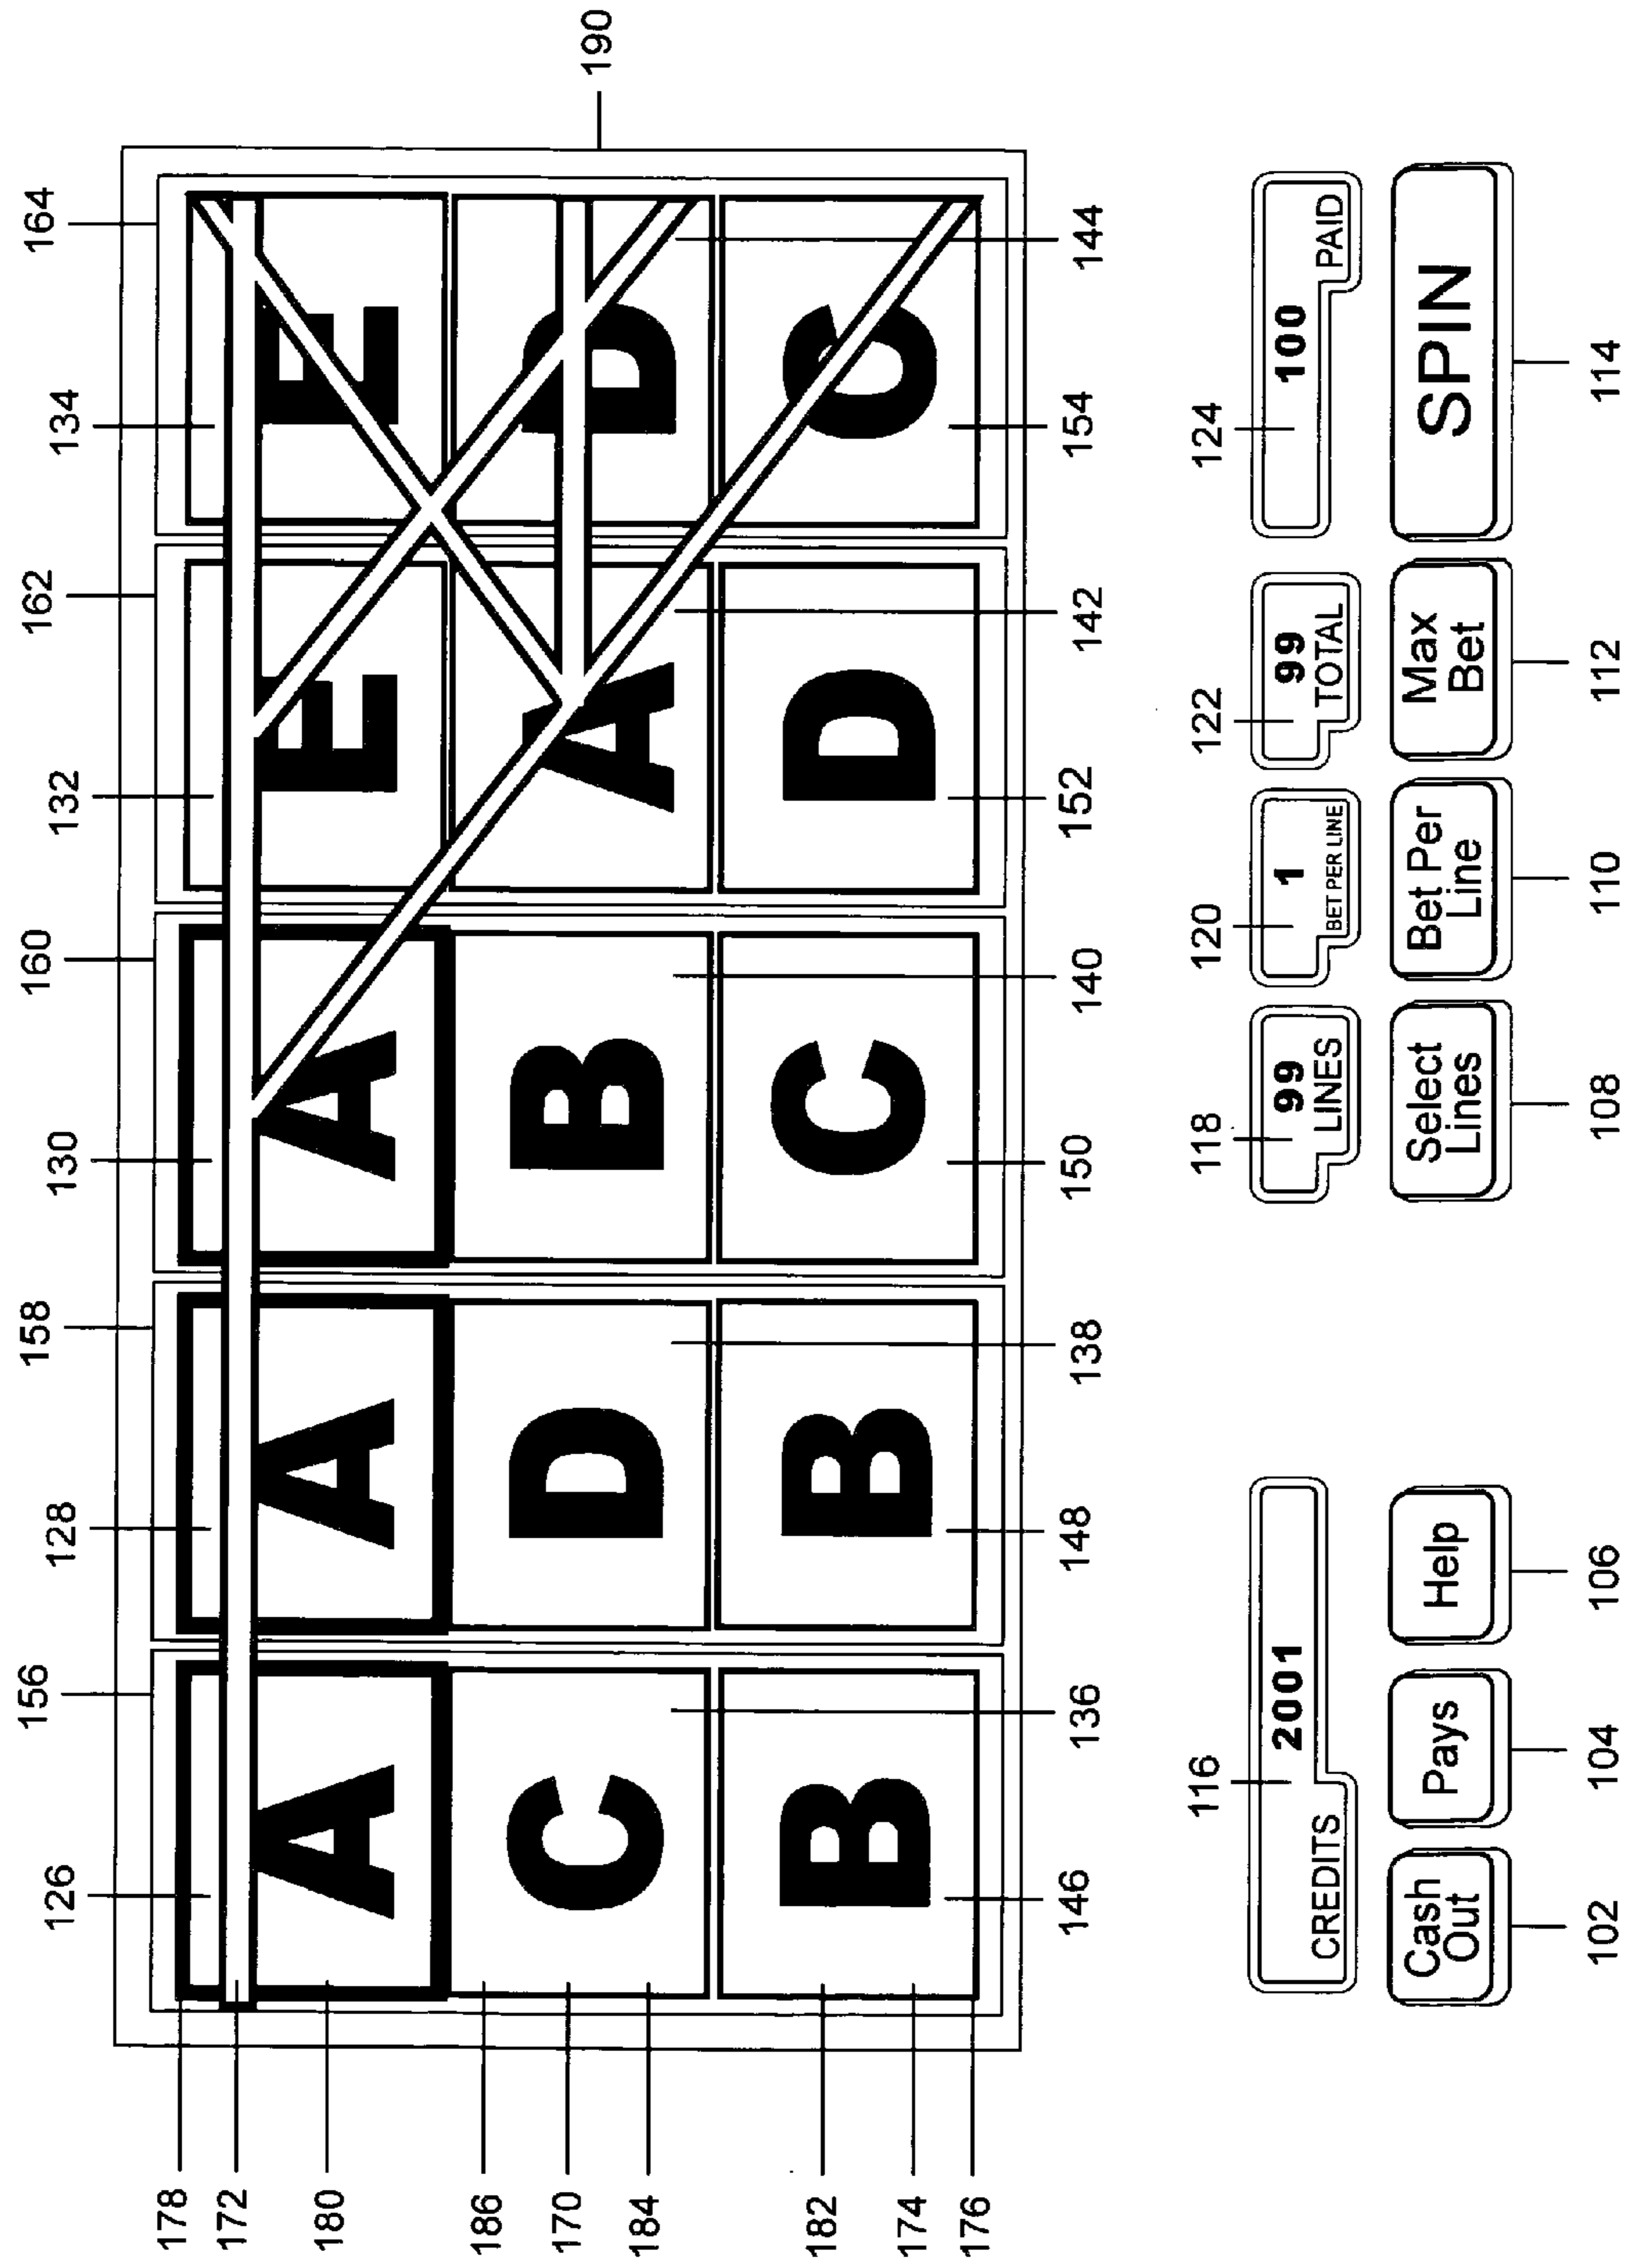 156 158 160 162 164
126 128 130 132 134
178
172
180
A A A E E
186
170
184
C D B A D
190
182
174
176
B B C D C
146 136 148 138 150 140 152 142 154 144
116 118 120 122 124
2001 99 1 99 100
CREDITS LINES BET PER LINE TOTAL PAID
Cash Out
Pays
Help
Select Lines
Bet Per Line
Max Bet
SPIN
102 104 106 108 110 112 114